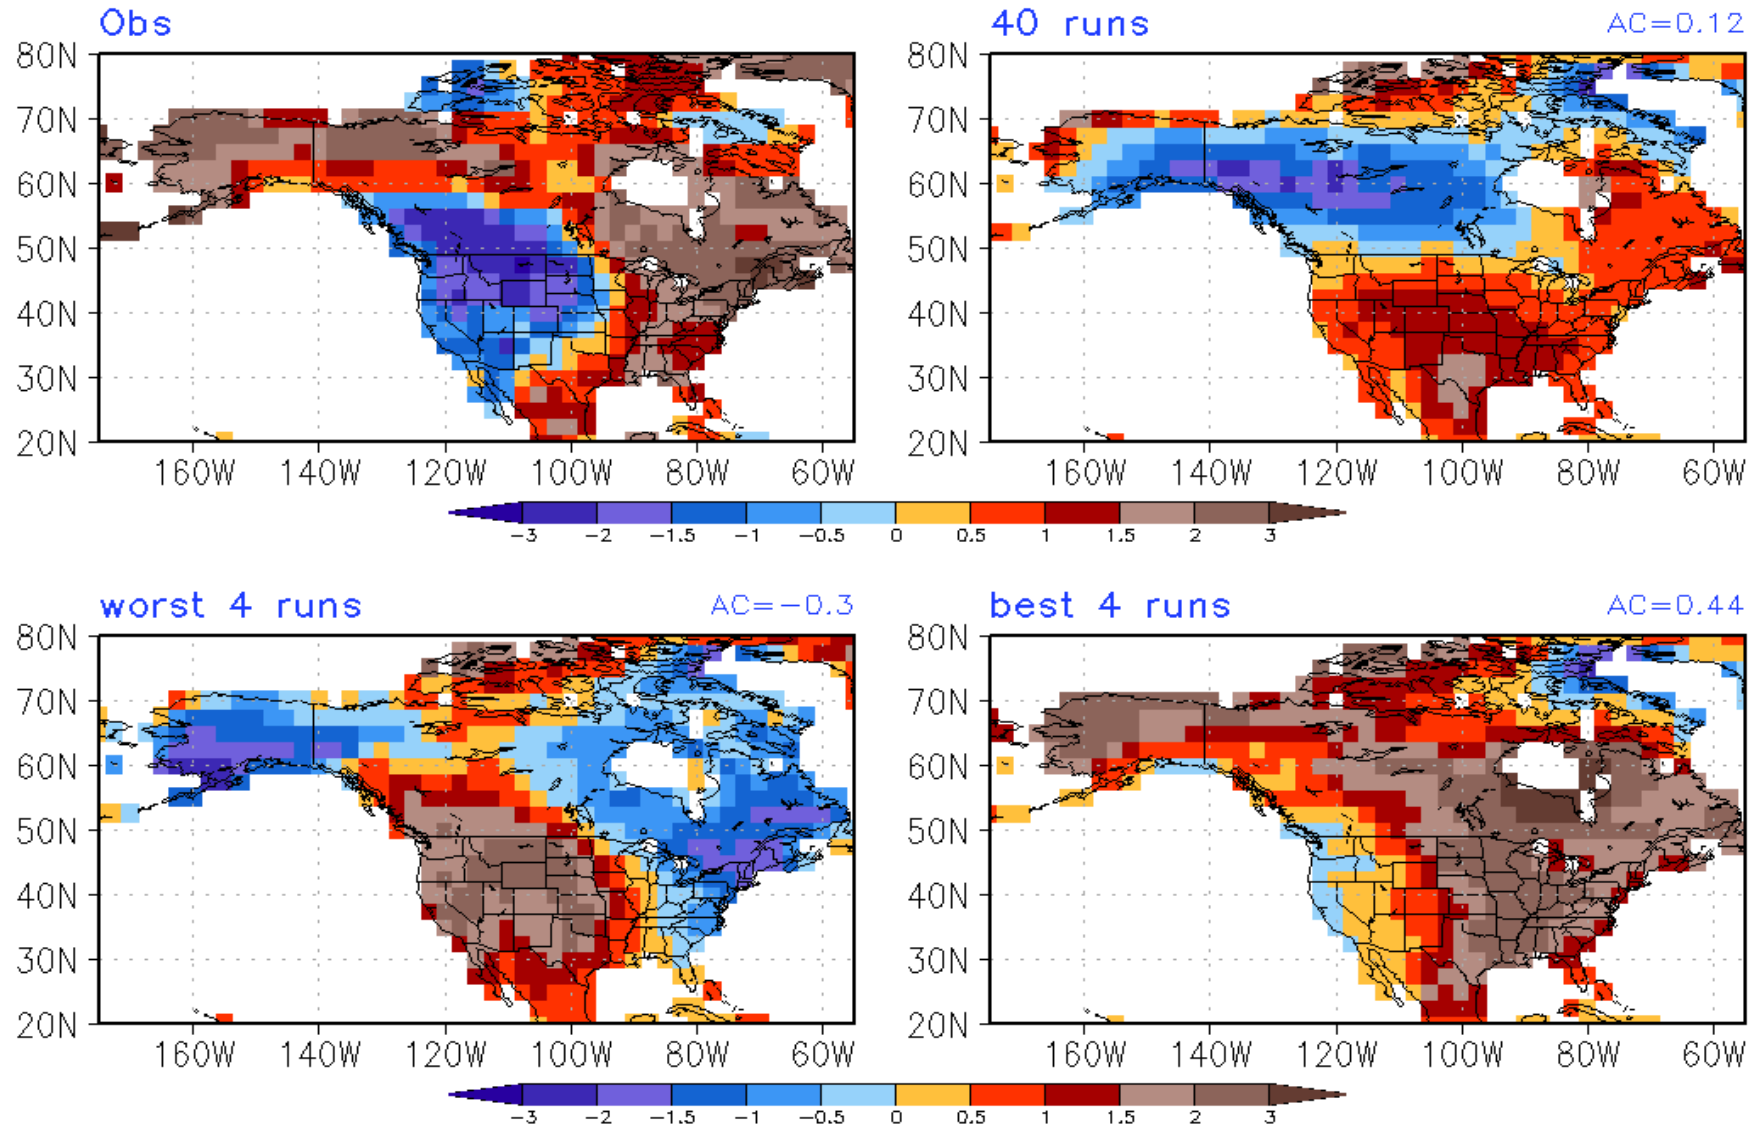 Obs
40 runs AC=0.12
80N 80N
70N 70N
60N 60N
50N 50N
40N 40N
30N 30N
20N 20N
160W 140W 120W 100W 80W 60W 160W 140W 120W 100W 80W 60W
-3 -2 -1.5 -1 -0.5 0 0.5 1 1.5 2 3
worst 4 runs AC=-0.3
best 4 runs AC=0.44
80N 80N
70N 70N
60N 60N
50N 50N
40N 40N
30N 30N
20N 20N
160W 140W 120W 100W 80W 60W 160W 140W 120W 100W 80W 60W
-3 -2 -1.5 -1 -0.5 0 0.5 1 1.5 2 3